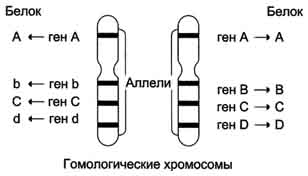 Белок Белок
A ← ген A ген A → A
b ← ген b Аллели ген B → B
C ← ген C ген C → C
d ← ген d ген D → D
Гомологические хромосомы